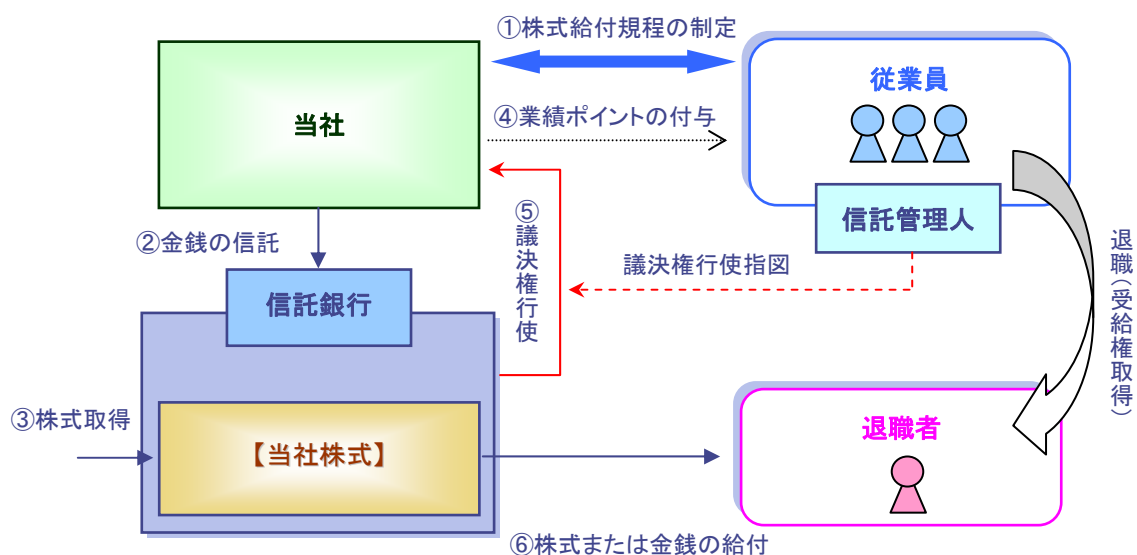 ①株式給付規程の制定
従業員
当社
④業績ポイントの付与
信託管理人
②金銭の信託
⑤議決権行使
議決権行使指図
退職（受給権取得）
信託銀行
③株式取得
【当社株式】
退職者
⑥株式または金銭の給付